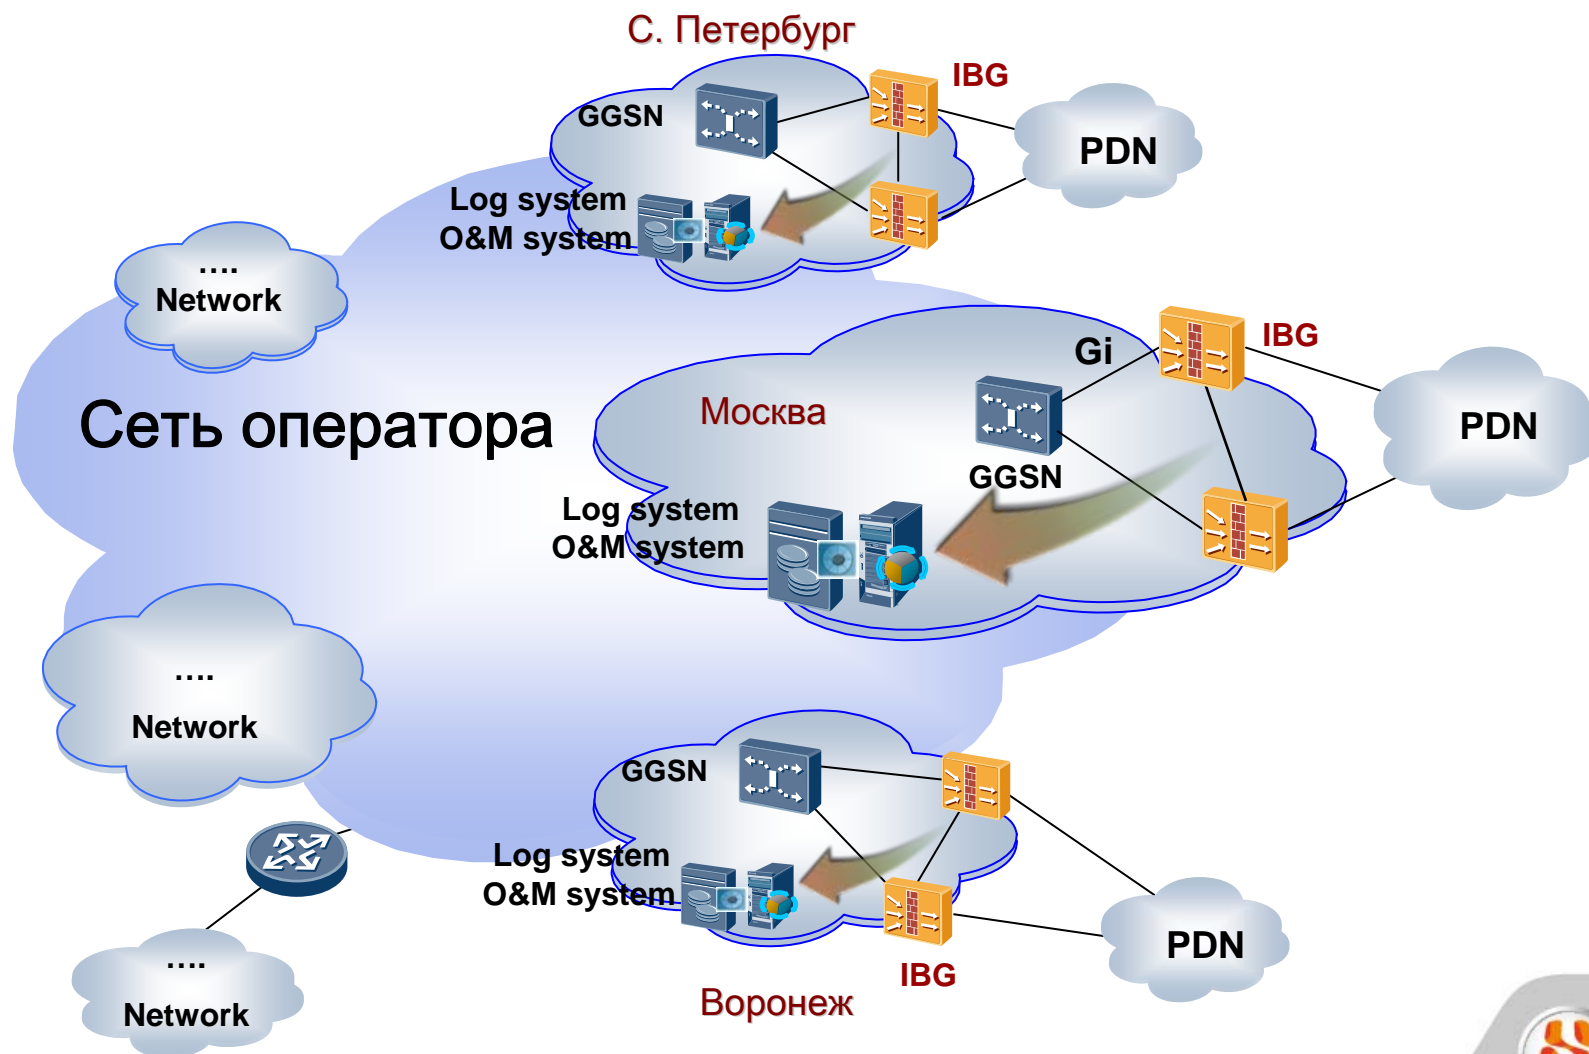 С. Петербург
IBG
GGSN
PDN
Log system
O&M system
....
Network
Gi
IBG
Сеть оператора
Москва
PDN
GGSN
Log system
O&M system
....
Network
GGSN
Log system
O&M system
PDN
IBG
....
Network
Воронеж